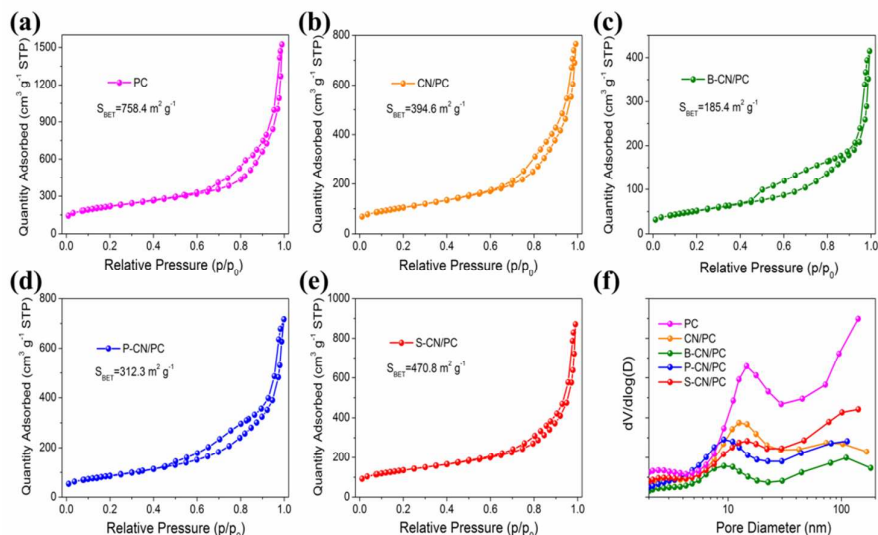 (a)
Quantity Adsorbed (cm³ g⁻¹ STP)
1500
1200
900
600
300
0
PC
S_BET=758.4 m² g⁻¹
0.0 0.2 0.4 0.6 0.8 1.0
Relative Pressure (p/p₀)
(b)
Quantity Adsorbed (cm³ g⁻¹ STP)
800
600
400
200
0
CN/PC
S_BET=394.6 m² g⁻¹
0.0 0.2 0.4 0.6 0.8 1.0
Relative Pressure (p/p₀)
(c)
Quantity Adsorbed (cm³ g⁻¹ STP)
400
300
200
100
0
B-CN/PC
S_BET=185.4 m² g⁻¹
0.0 0.2 0.4 0.6 0.8 1.0
Relative Pressure (p/p₀)
(d)
Quantity Adsorbed (cm³ g⁻¹ STP)
800
600
400
200
0
P-CN/PC
S_BET=312.3 m² g⁻¹
0.0 0.2 0.4 0.6 0.8 1.0
Relative Pressure (p/p₀)
(e)
Quantity Adsorbed (cm³ g⁻¹ STP)
1000
800
600
400
200
0
S-CN/PC
S_BET=470.8 m² g⁻¹
0.0 0.2 0.4 0.6 0.8 1.0
Relative Pressure (p/p₀)
(f)
dV/dlog(D)
PC
CN/PC
B-CN/PC
P-CN/PC
S-CN/PC
10 100
Pore Diameter (nm)